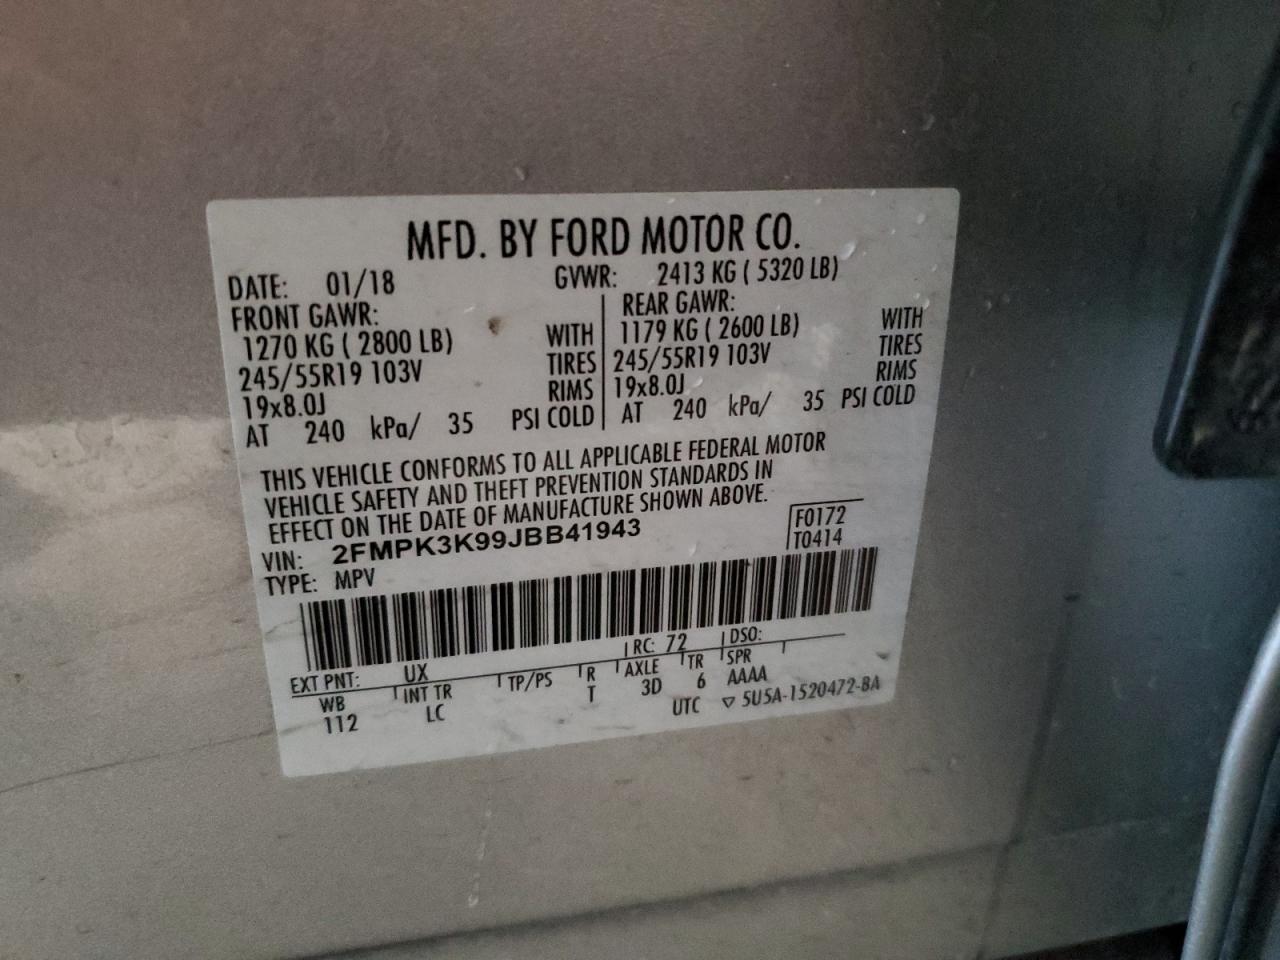 MFD. BY FORD MOTOR CO.
DATE: 01/18 GVWR: 2413 KG ( 5320 LB)
FRONT GAWR:
1270 KG ( 2800 LB) WITH
245/55R19 103V TIRES
19x8.0J RIMS
AT 240 kPa/ 35 PSI COLD
REAR GAWR:
1179 KG ( 2600 LB) WITH
245/55R19 103V TIRES
19x8.0J RIMS
AT 240 kPa/ 35 PSI COLD
THIS VEHICLE CONFORMS TO ALL APPLICABLE FEDERAL MOTOR
VEHICLE SAFETY AND THEFT PREVENTION STANDARDS IN
EFFECT ON THE DATE OF MANUFACTURE SHOWN ABOVE.
VIN: 2FMPK3K99JBB41943
F0172
T0414
TYPE: MPV
EXT PNT: UX RC: 72 DSO:
WB INT TR TP/PS R AXLE TR SPR
112 LC T 3D 6 AAAA
UTC ▽ 5U5A-1520472-BA